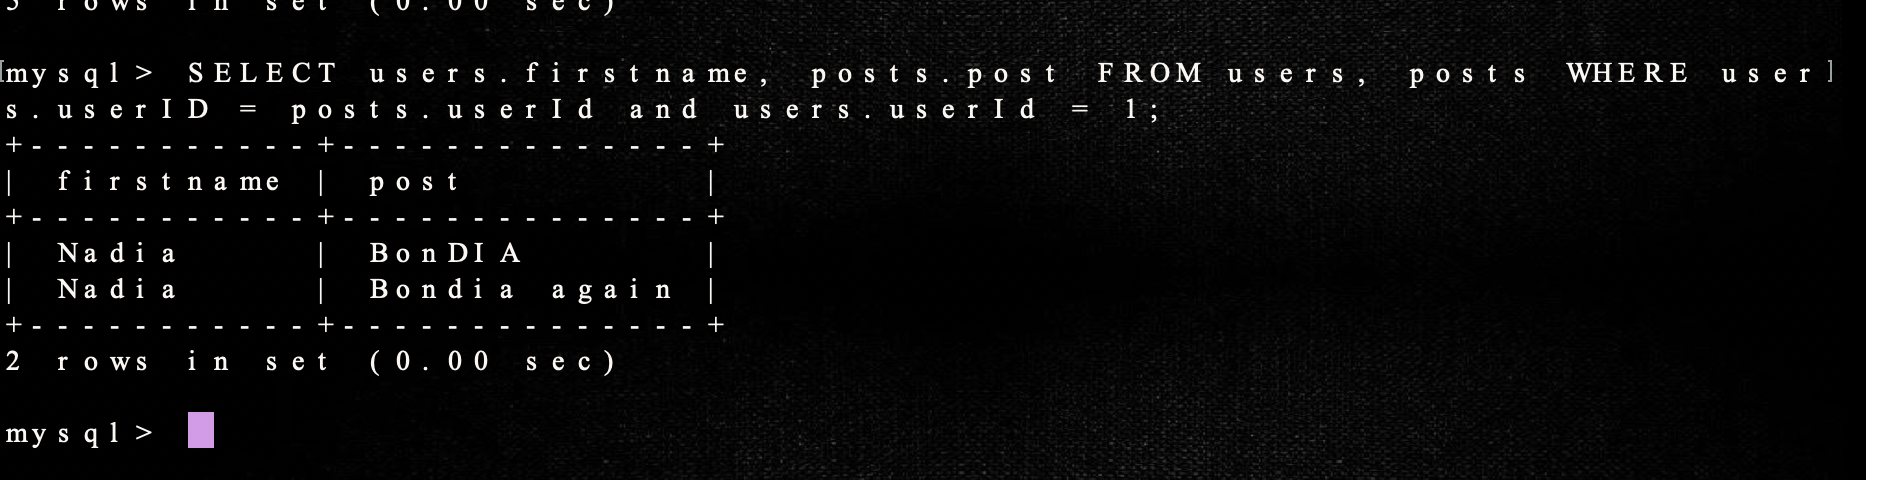 5 rows in set (0.00 sec)
mysql> SELECT users.firstname, posts.post FROM users, posts WHERE user
s.userID = posts.userId and users.userId = 1;
+-----------+--------------+
| firstname | post         |
+-----------+--------------+
| Nadia     | BonDIA       |
| Nadia     | Bondia again |
+-----------+--------------+
2 rows in set (0.00 sec)
mysql>